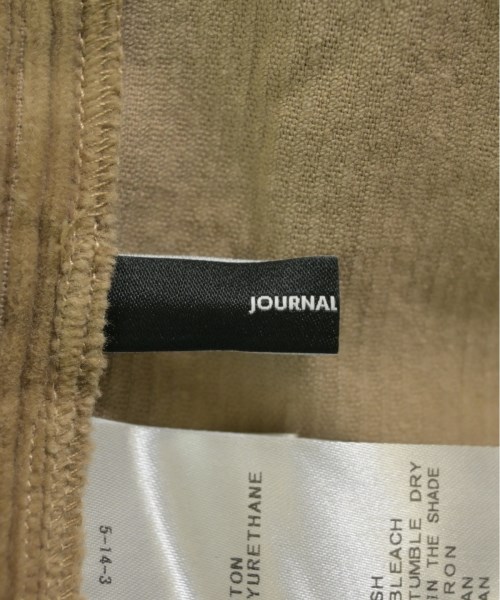 JOURNAL
5-14-3
TON
YURETHANE
SH
BLEACH
TUMBLE DRY
IN THE SHADE
RON
AN
AN